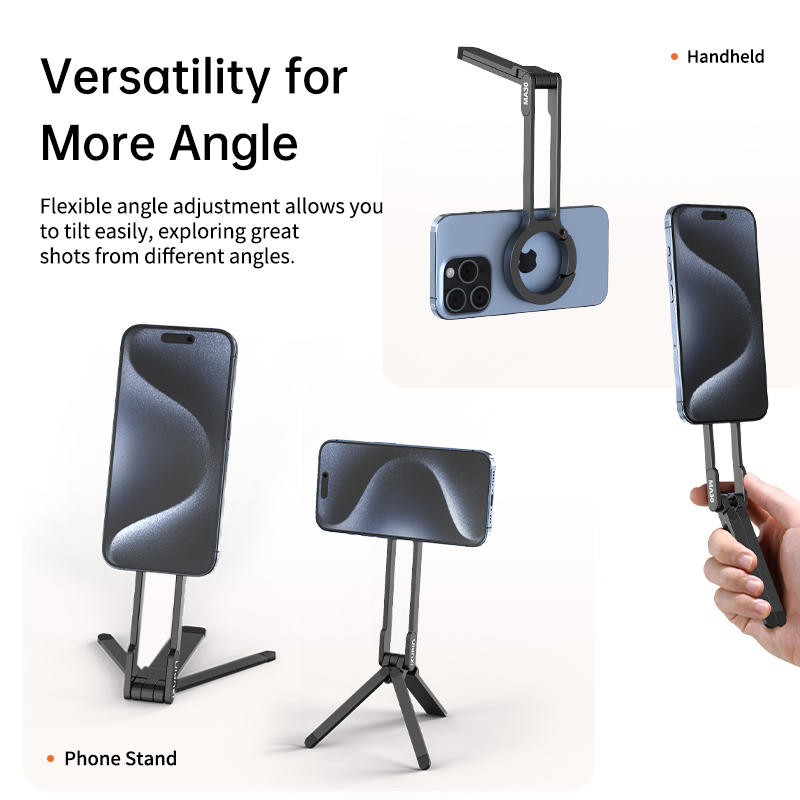 Versatility for
More Angle
Flexible angle adjustment allows you
to tilt easily, exploring great
shots from different angles.
Handheld
MA30
MA30
Phone Stand